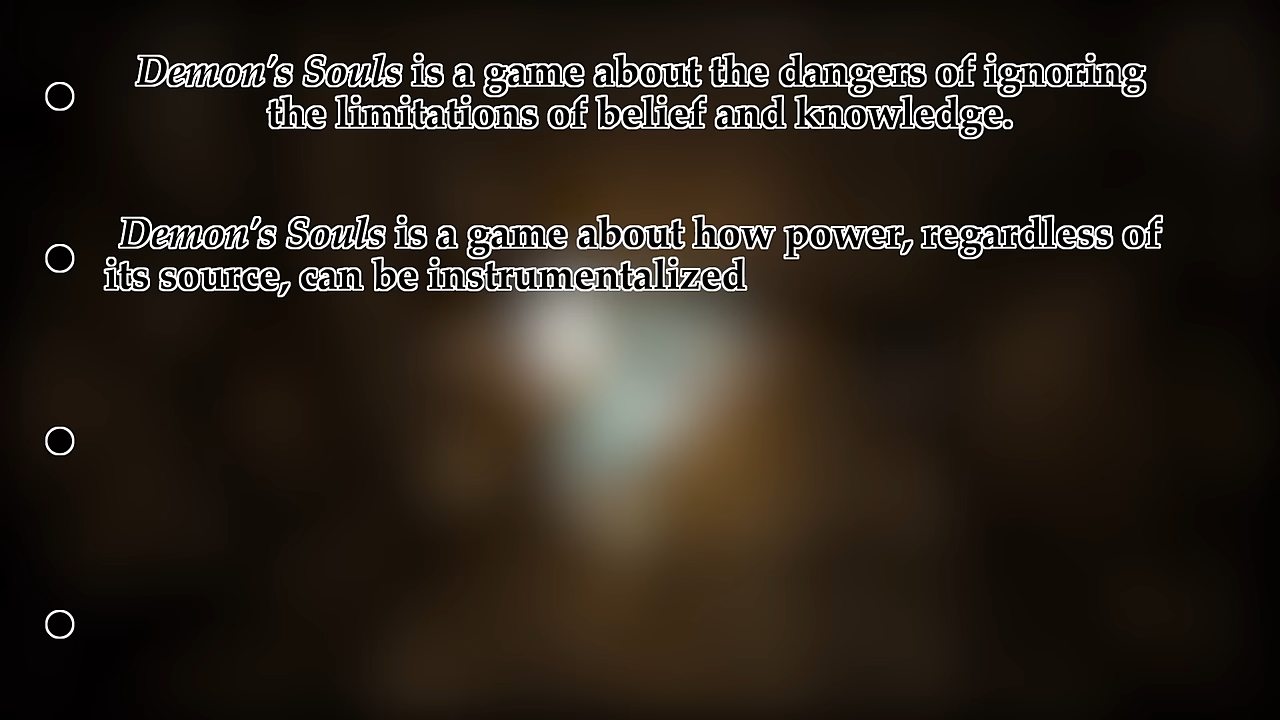 Demon's Souls is a game about the dangers of ignoring
the limitations of belief and knowledge.
Demon's Souls is a game about how power, regardless of
its source, can be instrumentalized